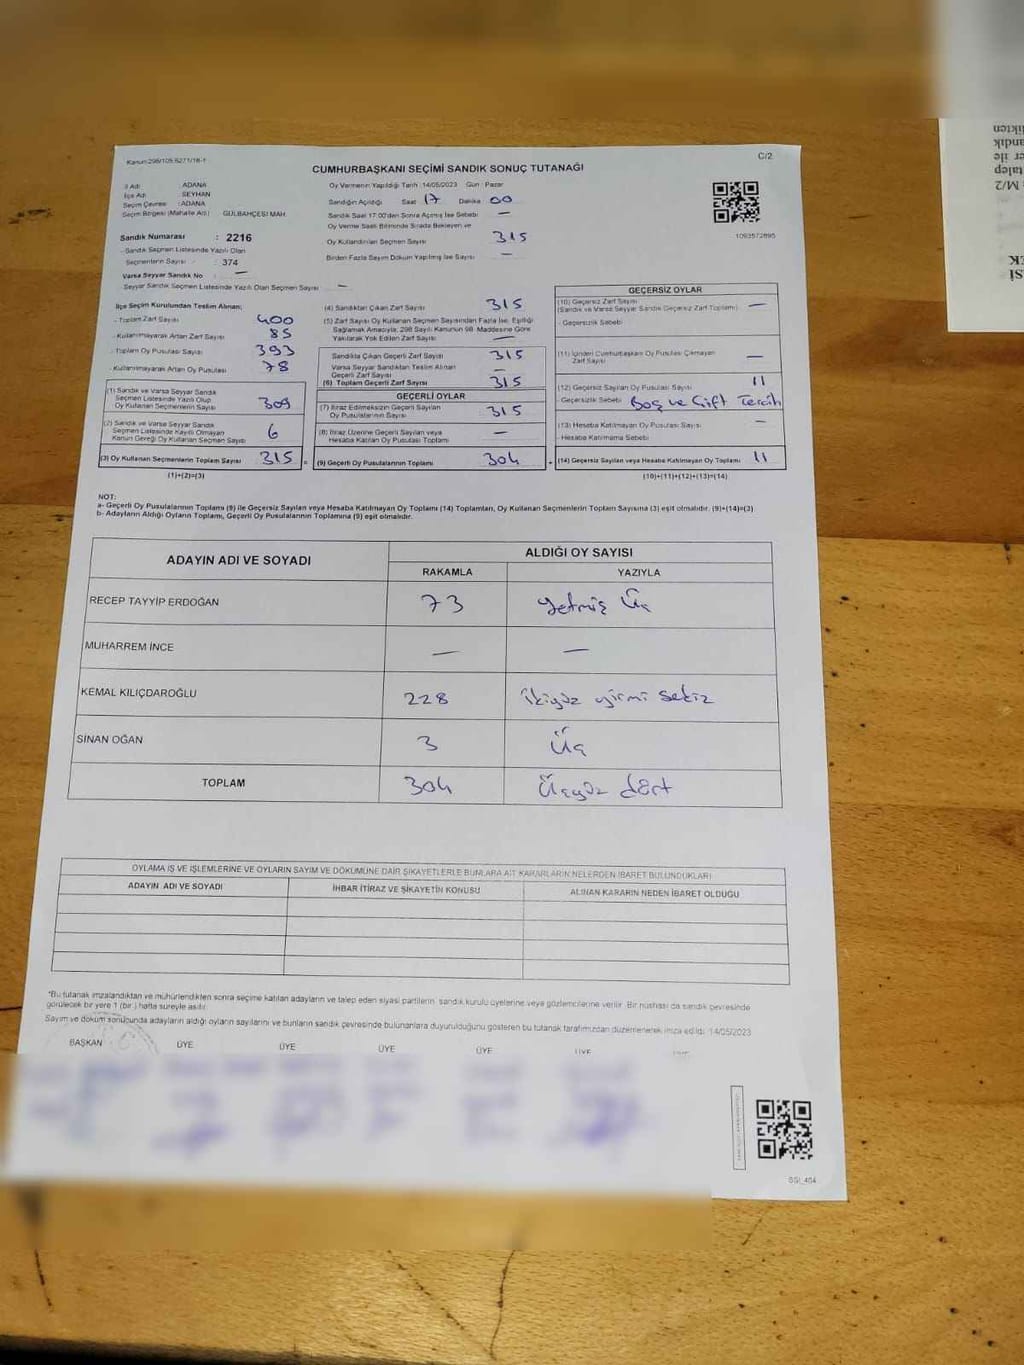 Kanun:298/105,6271/16-1
C/2
CUMHURBAŞKANI SEÇİMİ SANDIK SONUÇ TUTANAĞI
İl Adı : ADANA
İlçe Adı : SEYHAN
Seçim Çevresi : ADANA
Seçim Bölgesi (Mahalle Adı) : GÜLBAHÇESİ MAH.
Sandık Numarası : 2216
- Sandık Seçmen Listesinde Yazılı Olan
Seçmenlerin Sayısı : 374
Varsa Seyyar Sandık No : —
Seyyar Sandık Seçmen Listesinde Yazılı Olan Seçmen Sayısı : —
Oy Vermenin Yapıldığı Tarih :14/05/2023 Gün : Pazar
Sandığın Açıldığı Saat 17 Dakika 00
Sandık Saat 17:00'den Sonra Açılmış İse Sebebi —
Oy Verme Saati Bitiminde Sırada Bekleyen ve
Oy Kullandırılan Seçmen Sayısı 315
Birden Fazla Sayım Döküm Yapılmış İse Sayısı —
1093572895
İlçe Seçim Kurulundan Teslim Alınan;
- Toplam Zarf Sayısı 400
- Kullanılmayarak Artan Zarf Sayısı 85
- Toplam Oy Pusulası Sayısı 393
- Kullanılmayarak Artan Oy Pusulası 78
(1) Sandık ve Varsa Seyyar Sandık
Seçmen Listesinde Yazılı Olup
Oy Kullanan Seçmenlerin Sayısı 309
(2) Sandık ve Varsa Seyyar Sandık
Seçmen Listesinde Kayıtlı Olmayan
Kanun Gereği Oy Kullanan Seçmen Sayısı 6
(3) Oy Kullanan Seçmenlerin Toplam Sayısı 315
(1)+(2)=(3)
(4) Sandıktan Çıkan Zarf Sayısı 315
(5) Zarf Sayısı Oy Kullanan Seçmen Sayısından Fazla İse, Eşitliği
Sağlamak Amacıyla, 298 Sayılı Kanunun 98. Maddesine Göre
Yakılarak Yok Edilen Zarf Sayısı —
Sandıkta Çıkan Geçerli Zarf Sayısı 315
Varsa Seyyar Sandıktan Teslim Alınan
Geçerli Zarf Sayısı —
(6) Toplam Geçerli Zarf Sayısı 315
GEÇERLİ OYLAR
(7) İtiraz Edilmeksizin Geçerli Sayılan
Oy Pusulalarının Sayısı 315
(8) İtiraz Üzerine Geçerli Sayılan veya
Hesaba Katılan Oy Pusulası Toplamı —
= (9) Geçerli Oy Pusulalarının Toplamı 304
GEÇERSİZ OYLAR
(10) Geçersiz Zarf Sayısı
(Sandık ve Varsa Seyyar Sandık Geçersiz Zarf Toplamı) —
- Geçersizlik Sebebi
(11) İçinden Cumhurbaşkanı Oy Pusulası Çıkmayan
Zarf Sayısı —
(12) Geçersiz Sayılan Oy Pusulası Sayısı 11
- Geçersizlik Sebebi Boş ve Çift Tercih
(13) Hesaba Katılmayan Oy Pusulası Sayısı —
- Hesaba Katılmama Sebebi
+ (14) Geçersiz Sayılan veya Hesaba Katılmayan Oy Toplamı 11
(10)+(11)+(12)+(13)=(14)
NOT:
a- Geçerli Oy Pusulalarının Toplamı (9) ile Geçersiz Sayılan veya Hesaba Katılmayan Oy Toplamı (14) Toplamları, Oy Kullanan Seçmenlerin Toplam Sayısına (3) eşit olmalıdır. (9)+(14)=(3)
b- Adayların Aldığı Oyların Toplamı, Geçerli Oy Pusulalarının Toplamına (9) eşit olmalıdır.
ADAYIN ADI VE SOYADI ALDIĞI OY SAYISI
RAKAMLA YAZIYLA
RECEP TAYYİP ERDOĞAN 73 yetmiş Üç
MUHARREM İNCE — —
KEMAL KILIÇDAROĞLU 228 ikiyüz yirmi sekiz
SİNAN OĞAN 3 Üç
TOPLAM 304 Üçyüz dört
OYLAMA İŞ VE İŞLEMLERİNE VE OYLARIN SAYIM VE DÖKÜMÜNE DAİR ŞİKAYETLERLE BUNLARA AİT KARARLARIN NELERDEN İBARET BULUNDUKLARI
ADAYIN ADI VE SOYADI İHBAR İTİRAZ VE ŞİKAYETİN KONUSU ALINAN KARARIN NEDEN İBARET OLDUĞU
*Bu tutanak imzalandıktan ve mühürlendikten sonra seçime katılan adayların ve talep eden siyasi partilerin sandık kurulu üyelerine veya gözlemcilerine verilir. Bir nüshası da sandık çevresinde
görülecek bir yere 1 (bir) hafta süreyle asılır.
Sayım ve döküm sonucunda adayların aldığı oyların sayılarını ve bunların sandık çevresinde bulunanlara duyurulduğunu gösteren bu tutanak tarafımızdan düzenlenerek imza edildi. 14/05/2023
BAŞKAN ÜYE ÜYE ÜYE ÜYE ÜYE ÜYE